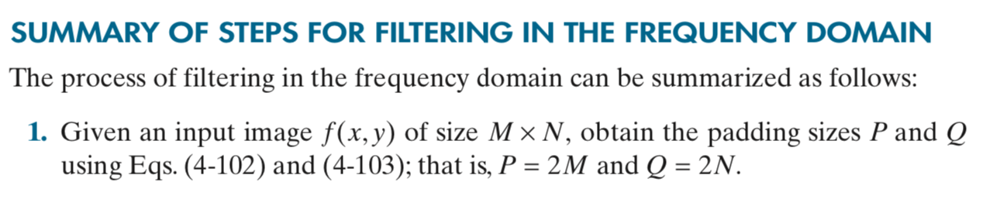 SUMMARY OF STEPS FOR FILTERING IN THE FREQUENCY DOMAIN
The process of filtering in the frequency domain can be summarized as follows:
1. Given an input image f(x, y) of size M × N, obtain the padding sizes P and Q
using Eqs. (4-102) and (4-103); that is, P = 2M and Q = 2N.